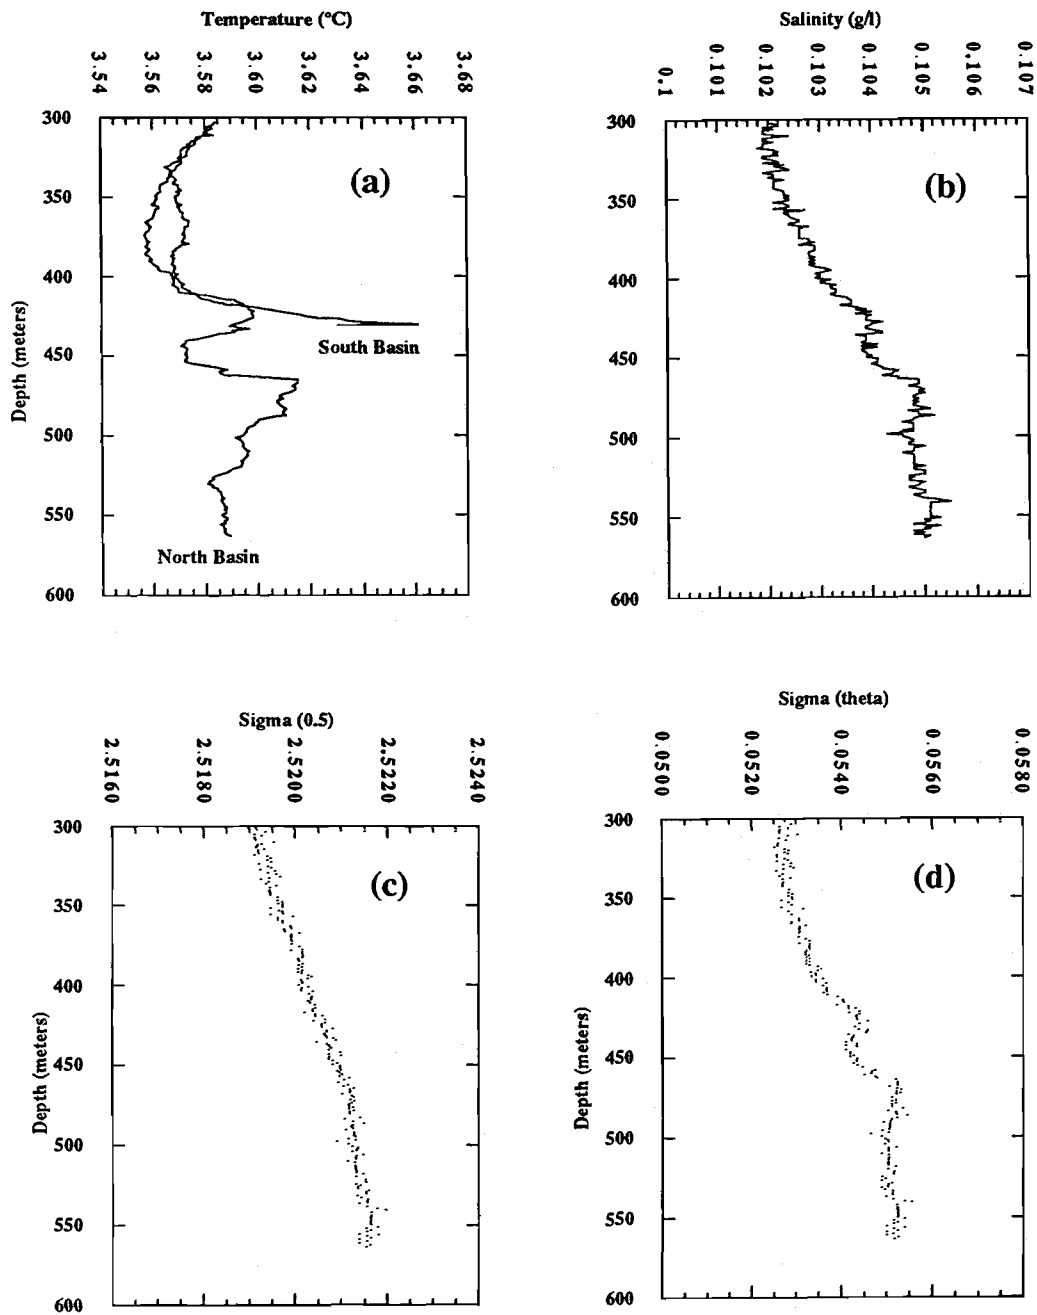 Temperature (°C)
3.54 3.56 3.58 3.60 3.62 3.64 3.66 3.68
300
350
400
450
500
550
600
Depth (meters)
(a)
South Basin
North Basin
Salinity (g/l)
0.1 0.101 0.102 0.103 0.104 0.105 0.106 0.107
300
350
400
450
500
550
600
(b)
Sigma (0.5)
2.5160 2.5180 2.5200 2.5220 2.5240
300
350
400
450
500
550
600
Depth (meters)
(c)
Sigma (theta)
0.0500 0.0520 0.0540 0.0560 0.0580
300
350
400
450
500
550
600
Depth (meters)
(d)